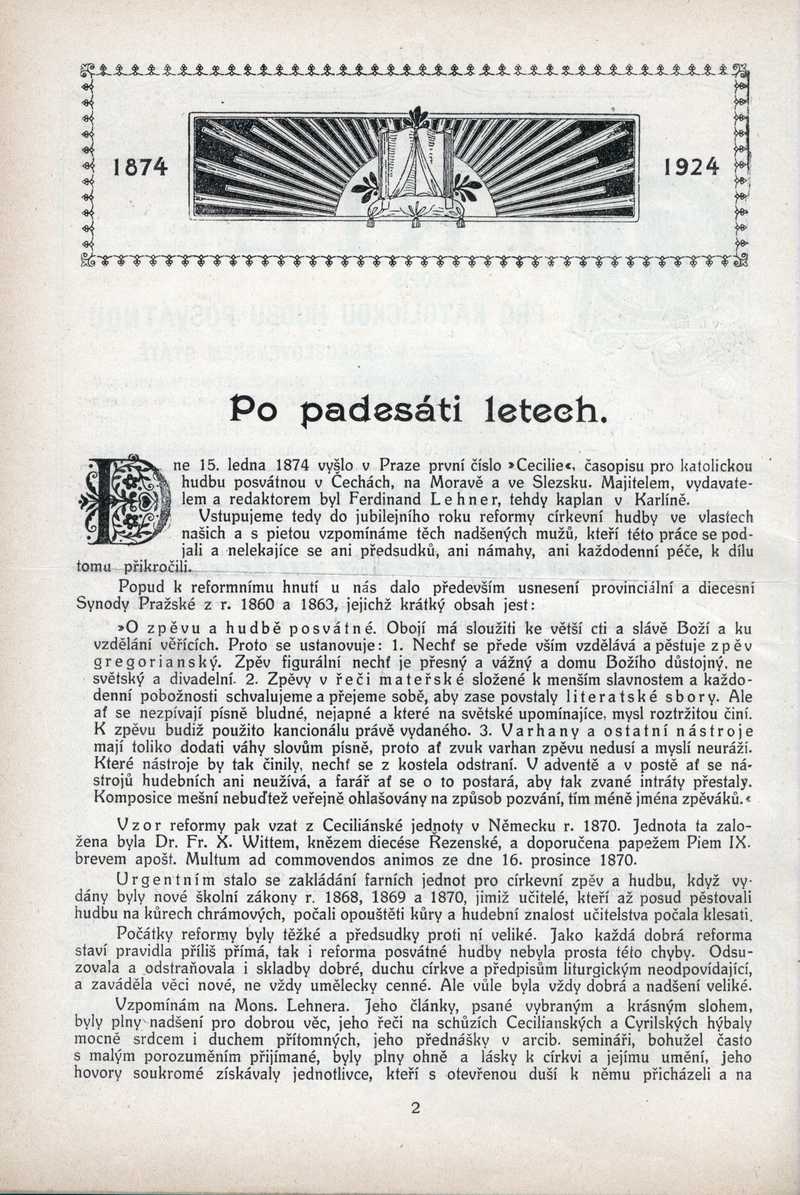 1874
1924
Po padesáti letech.
Dne 15. ledna 1874 vyšlo v Praze první číslo »Cecilie«, časopisu pro katolickou
hudbu posvátnou v Čechách, na Moravě a ve Slezsku. Majitelem, vydavate-
lem a redaktorem byl Ferdinand Lehner, tehdy kaplan v Karlíně.
Vstupujeme tedy do jubilejního roku reformy církevní hudby ve vlastech
našich a s pietou vzpomínáme těch nadšených mužů, kteří této práce se pod-
jali a nelekajíce se ani předsudků, ani námahy, ani každodenní péče, k dílu
tomu přikročili.
Popud k reformnímu hnutí u nás dalo především usnesení provinciální a diecesní
Synody Pražské z r. 1860 a 1863, jejichž krátký obsah jest:
»O zpěvu a hudbě posvátné. Obojí má sloužiti ke větší cti a slávě Boží a ku
vzdělání věřících. Proto se ustanovuje: 1. Nechť se přede vším vzdělává a pěstuje zpěv
gregorianský. Zpěv figurální nechť je přesný a vážný a domu Božího důstojný, ne
světský a divadelní. 2. Zpěvy v řeči mateřské složené k menším slavnostem a každo-
denní pobožnosti schvalujeme a přejeme sobě, aby zase povstaly literatské sbory. Ale
ať se nezpívají písně bludné, nejapné a které na světské upomínajíce, mysl roztržitou činí.
K zpěvu budiž použito kancionálu právě vydaného. 3. Varhany a ostatní nástroje
mají toliko dodati váhy slovům písně, proto ať zvuk varhan zpěvu nedusí a myslí neuráží.
Které nástroje by tak činily, nechť se z kostela odstraní. V adventě a v postě ať se ná-
strojů hudebních ani neužívá, a farář ať se o to postará, aby tak zvané intráty přestaly.
Komposice mešní nebuďtež veřejně ohlašovány na způsob pozvání, tím méně jména zpěváků.«
Vzor reformy pak vzat z Ceciliánské jednoty v Německu r. 1870. Jednota ta zalo-
žena byla Dr. Fr. X. Wittem, knězem diecése Řezenské, a doporučena papežem Piem IX.
brevem apošt. Multum ad commovendos animos ze dne 16. prosince 1870.
Urgentním stalo se zakládání farních jednot pro církevní zpěv a hudbu, když vy-
dány byly nové školní zákony r. 1868, 1869 a 1870, jimiž učitelé, kteří až posud pěstovali
hudbu na kůrech chrámových, počali opouštěti kůry a hudební znalost učitelstva počala klesati.
Počátky reformy byly těžké a předsudky proti ní veliké. Jako každá dobrá reforma
staví pravidla příliš přímá, tak i reforma posvátné hudby nebyla prosta této chyby. Odsu-
zovala a odstraňovala i skladby dobré, duchu církve a předpisům liturgickým neodpovídající,
a zaváděla věci nové, ne vždy umělecky cenné. Ale vůle byla vždy dobrá a nadšení veliké.
Vzpomínám na Mons. Lehnera. Jeho články, psané vybraným a krásným slohem,
byly plny nadšení pro dobrou věc, jeho řeči na schůzích Cecilianských a Cyrilských hýbaly
mocně srdcem i duchem přítomných, jeho přednášky v arcib. semináři, bohužel často
s malým porozuměním přijímané, byly plny ohně a lásky k církvi a jejímu umění, jeho
hovory soukromé získávaly jednotlivce, kteří s otevřenou duší k němu přicházeli a na
2